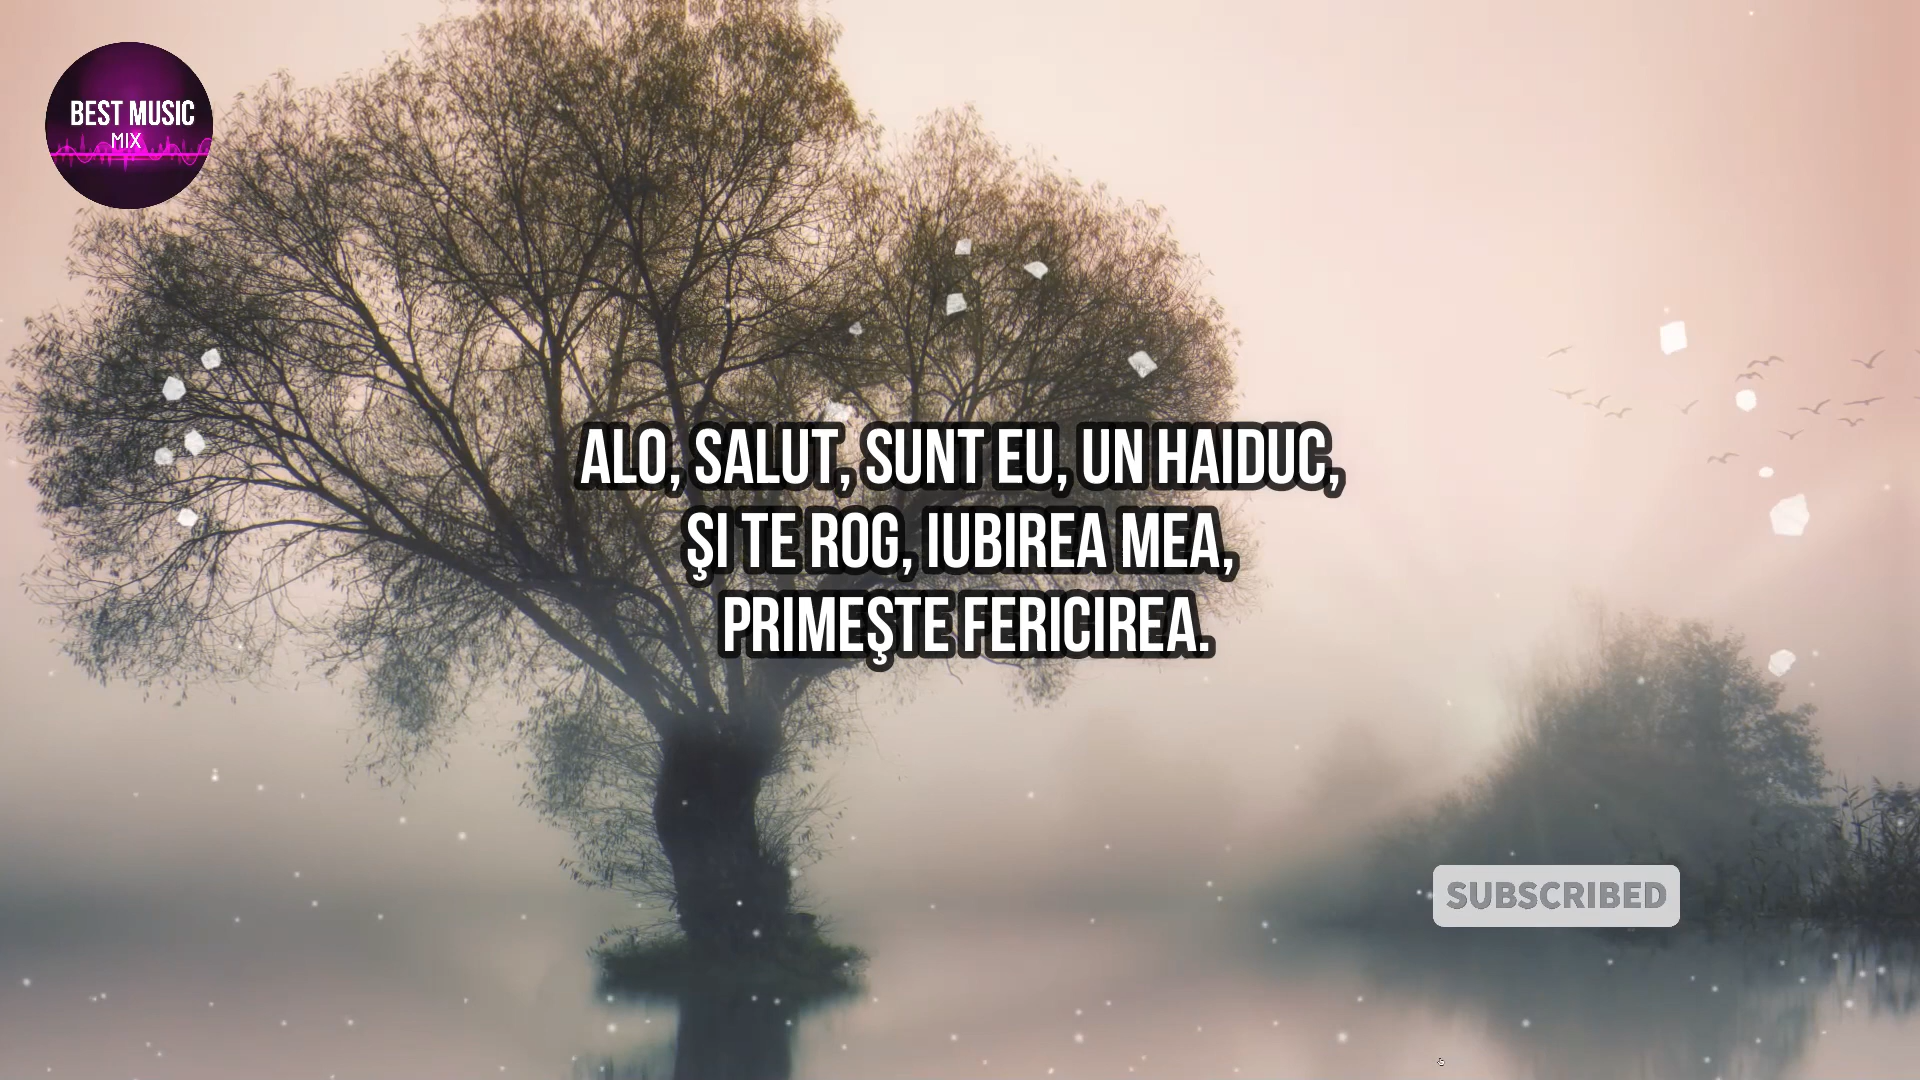 BEST MUSIC
MIX
ALO, SALUT, SUNT EU, UN HAIDUC,
ŞI TE ROG, IUBIREA MEA,
PRIMEŞTE FERICIREA.
SUBSCRIBED